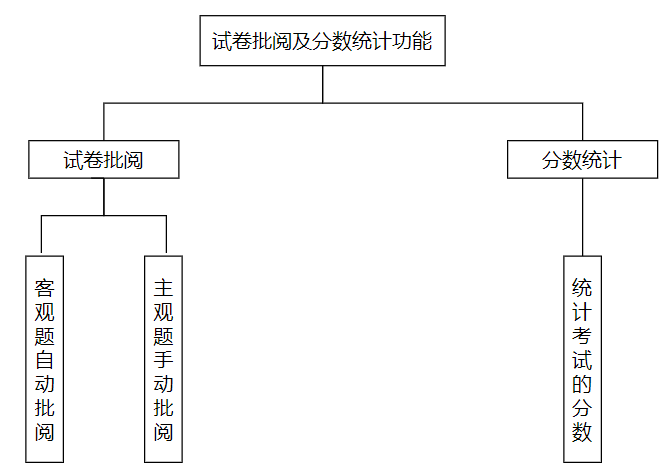 试卷批阅及分数统计功能
试卷批阅
分数统计
客观题自动批阅
主观题手动批阅
统计考试的分数